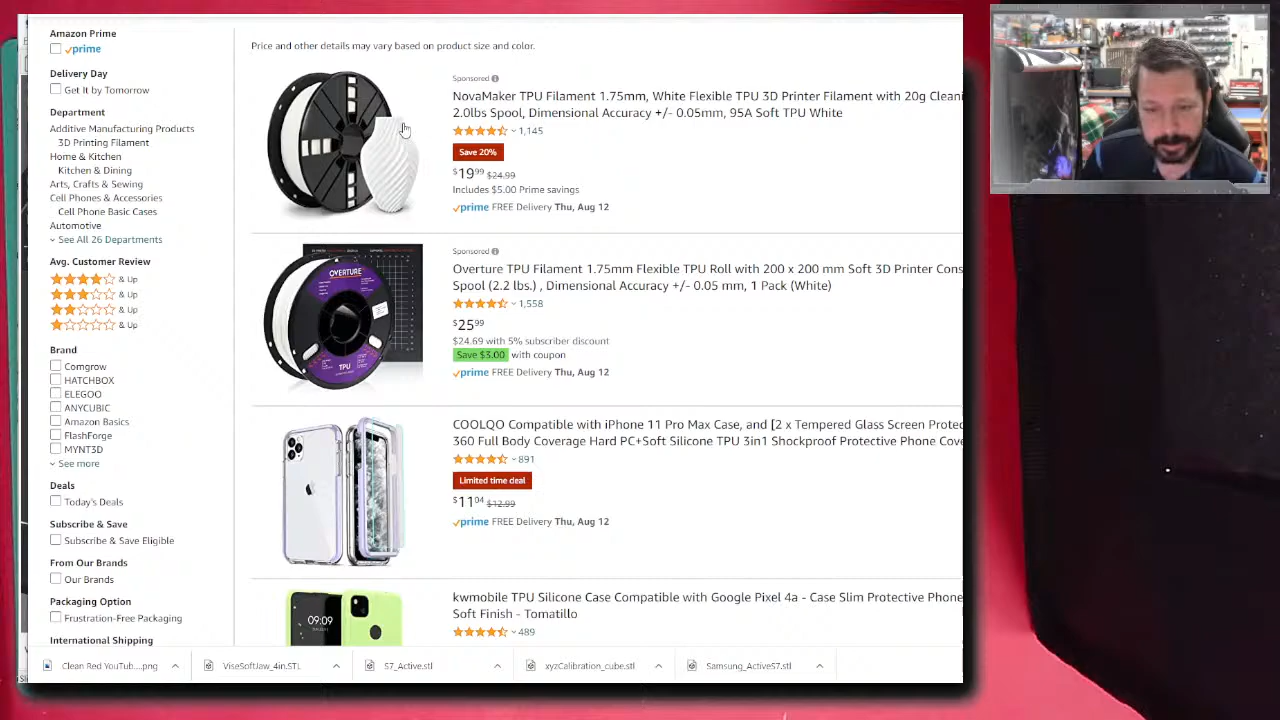 Amazon Prime
prime
Delivery Day
Get It by Tomorrow
Department
Additive Manufacturing Products
3D Printing Filament
Home & Kitchen
Kitchen & Dining
Arts, Crafts & Sewing
Cell Phones & Accessories
Cell Phone Basic Cases
Automotive
See All 26 Departments
Avg. Customer Review
& Up
& Up
& Up
& Up
Brand
Comgrow
HATCHBOX
ELEGOO
ANYCUBIC
Amazon Basics
FlashForge
MYNT3D
See more
Deals
Today's Deals
Subscribe & Save
Subscribe & Save Eligible
From Our Brands
Our Brands
Packaging Option
Frustration-Free Packaging
International Shipping
Price and other details may vary based on product size and color.
Sponsored
NovaMaker TPU Filament 1.75mm, White Flexible TPU 3D Printer Filament with 20g Cleani
2.0lbs Spool, Dimensional Accuracy +/- 0.05mm, 95A Soft TPU White
1,145
Save 20%
$1999 $24.99
Includes $5.00 Prime savings
prime FREE Delivery Thu, Aug 12
OVERTURE
TPU
Sponsored
Overture TPU Filament 1.75mm Flexible TPU Roll with 200 x 200 mm Soft 3D Printer Cons
Spool (2.2 lbs.) , Dimensional Accuracy +/- 0.05 mm, 1 Pack (White)
1,558
$2599
$24.69 with 5% subscriber discount
Save $3.00 with coupon
prime FREE Delivery Thu, Aug 12
COOLQO Compatible with iPhone 11 Pro Max Case, and [2 x Tempered Glass Screen Protec
360 Full Body Coverage Hard PC+Soft Silicone TPU 3in1 Shockproof Protective Phone Cov
891
Limited time deal
$1104 $12.99
prime FREE Delivery Thu, Aug 12
09:09
kwmobile TPU Silicone Case Compatible with Google Pixel 4a - Case Slim Protective Phone
Soft Finish - Tomatillo
489
Clean Red YouTub....png
ViseSoftJaw_4in.STL
S7_Active.stl
xyzCalibration_cube.stl
Samsung_ActiveS7.stl